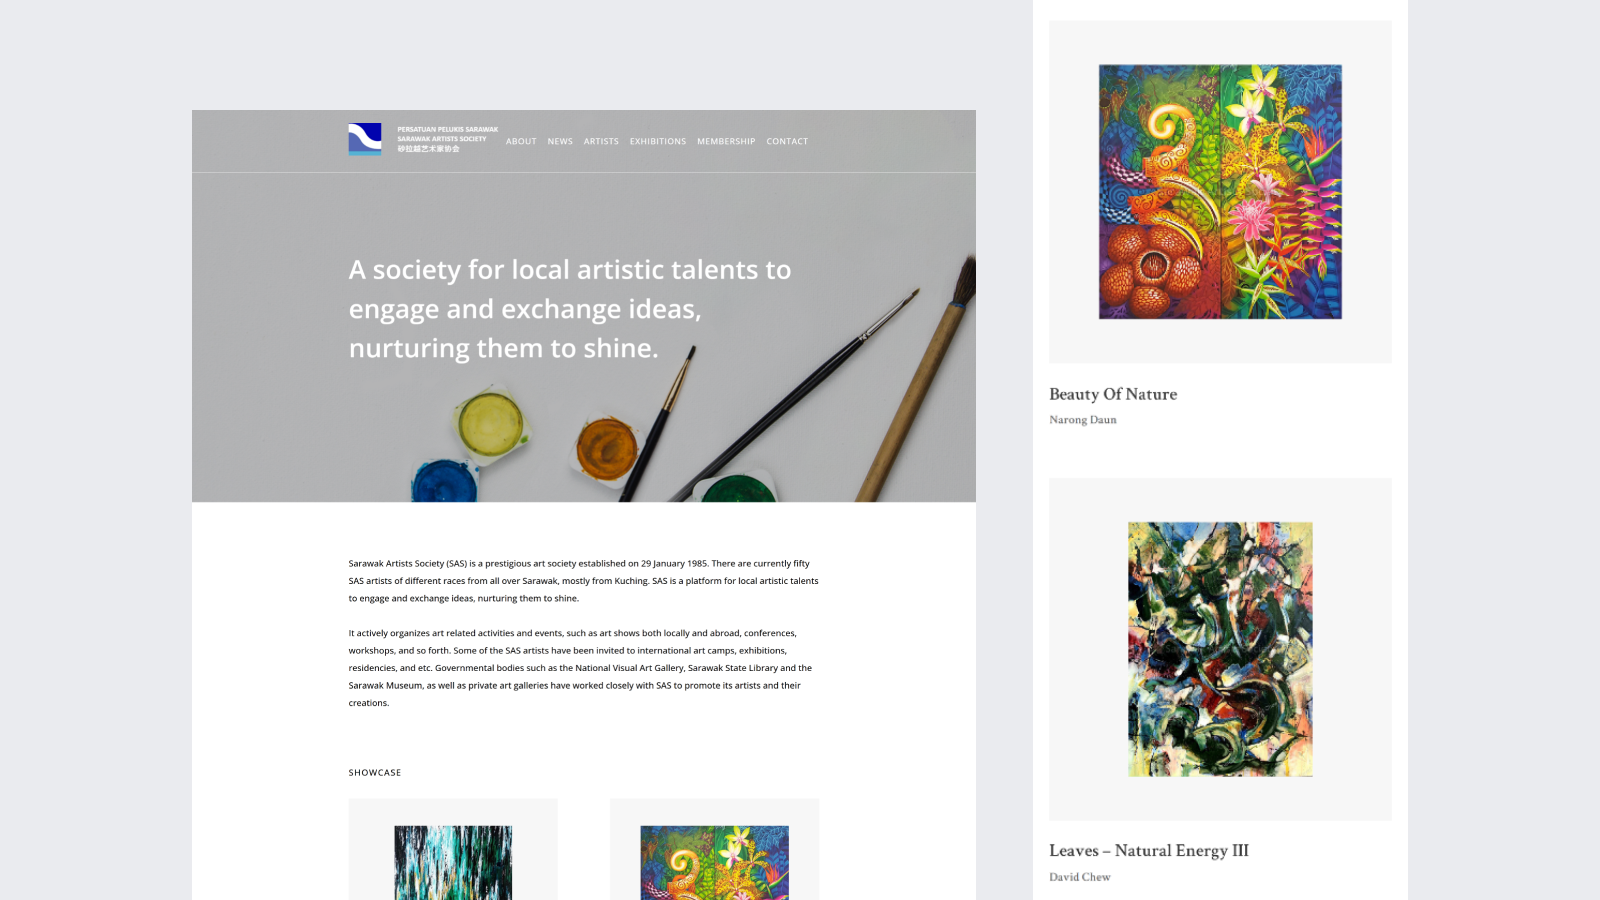 PERSATUAN PELUKIS SARAWAK
SARAWAK ARTISTS SOCIETY
砂拉越艺术家协会
ABOUT NEWS ARTISTS EXHIBITIONS MEMBERSHIP CONTACT
A society for local artistic talents to
engage and exchange ideas,
nurturing them to shine.
Sarawak Artists Society (SAS) is a prestigious art society established on 29 January 1985. There are currently fifty
SAS artists of different races from all over Sarawak, mostly from Kuching. SAS is a platform for local artistic talents
to engage and exchange ideas, nurturing them to shine.
It actively organizes art related activities and events, such as art shows both locally and abroad, conferences,
workshops, and so forth. Some of the SAS artists have been invited to international art camps, exhibitions,
residencies, and etc. Governmental bodies such as the National Visual Art Gallery, Sarawak State Library and the
Sarawak Museum, as well as private art galleries have worked closely with SAS to promote its artists and their
creations.
SHOWCASE
Beauty Of Nature
Narong Daun
Leaves – Natural Energy III
David Chew